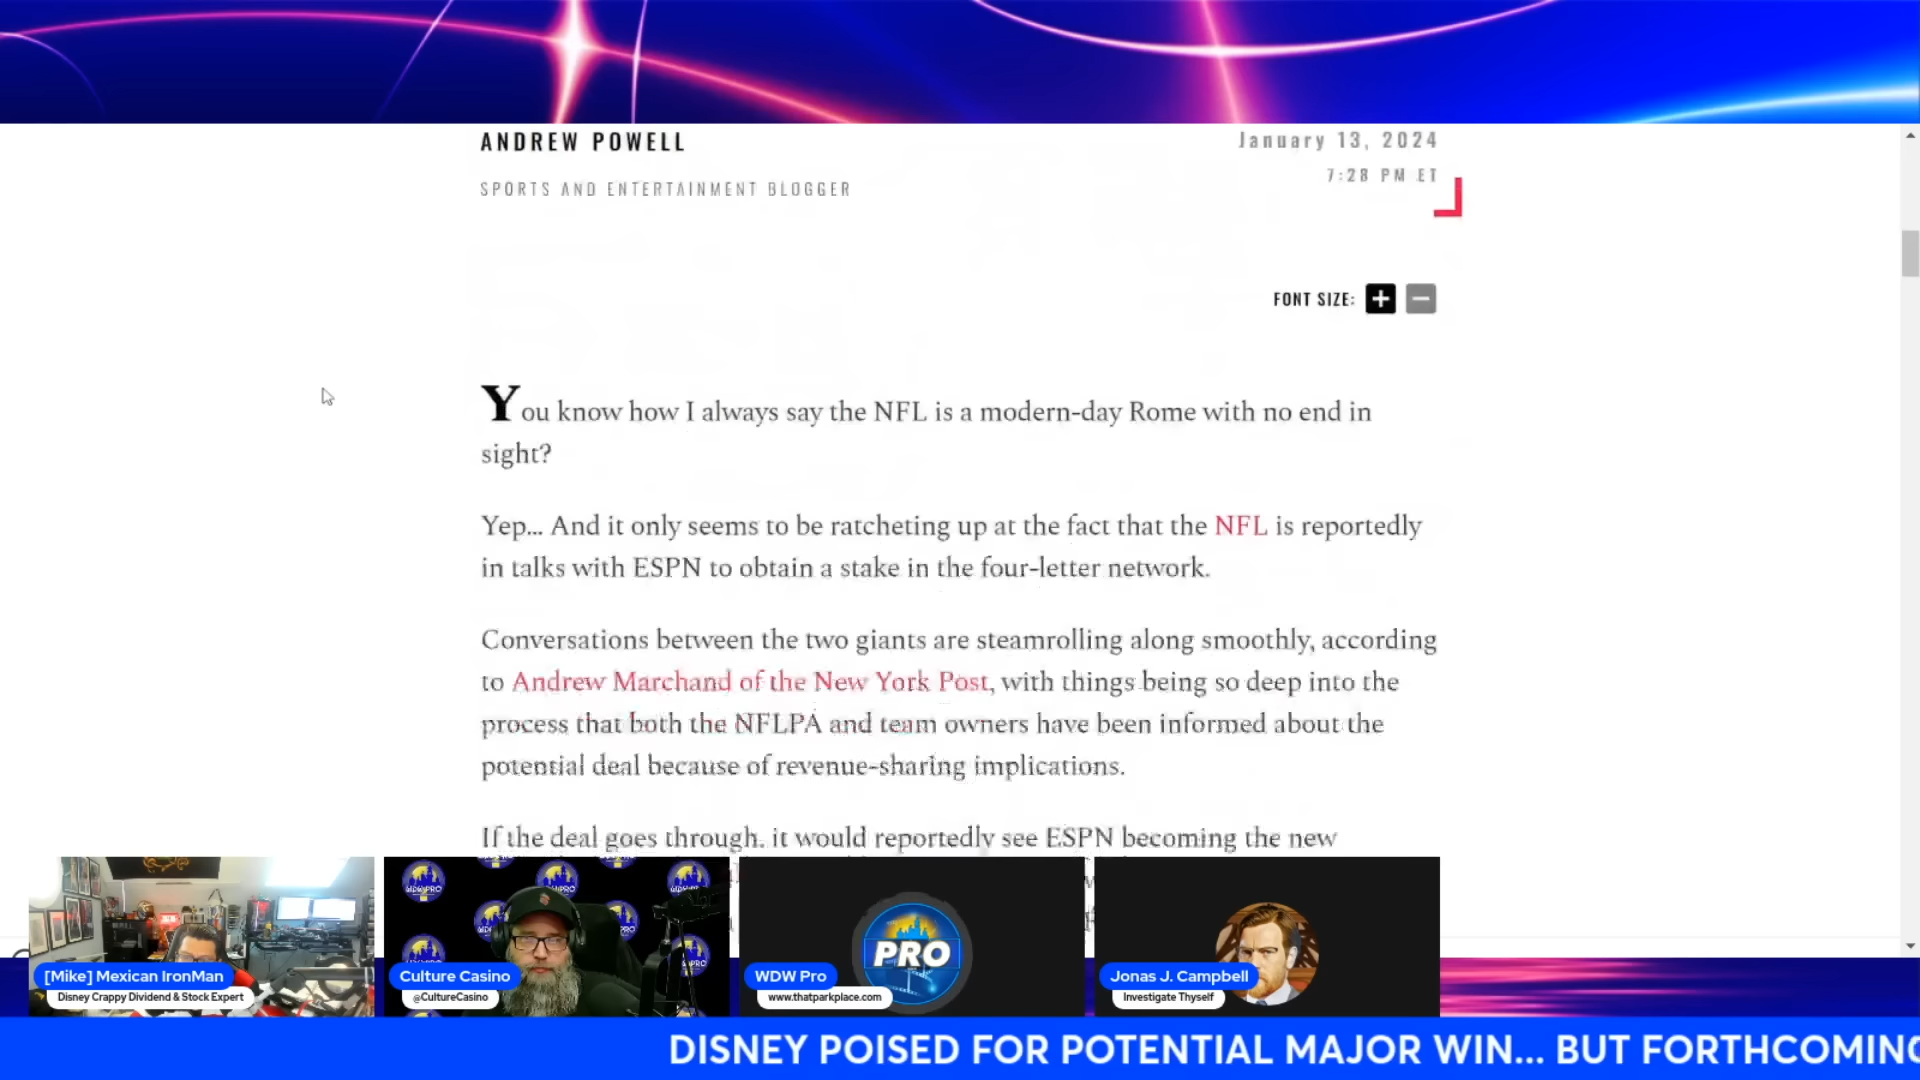 ANDREW POWELL
January 13, 2024
SPORTS AND ENTERTAINMENT BLOGGER
7:28 PM ET
FONT SIZE: + −
You know how I always say the NFL is a modern-day Rome with no end in
sight?
Yep... And it only seems to be ratcheting up at the fact that the NFL is reportedly
in talks with ESPN to obtain a stake in the four-letter network.
Conversations between the two giants are steamrolling along smoothly, according
to Andrew Marchand of the New York Post, with things being so deep into the
process that both the NFLPA and team owners have been informed about the
potential deal because of revenue-sharing implications.
If the deal goes through, it would reportedly see ESPN becoming the new
[Mike] Mexican IronMan
Disney Crappy Dividend & Stock Expert
Culture Casino
@CultureCasino
PRO
WDW Pro
www.thatparkplace.com
Jonas J. Campbell
Investigate Thyself
DISNEY POISED FOR POTENTIAL MAJOR WIN... BUT FORTHCOMING